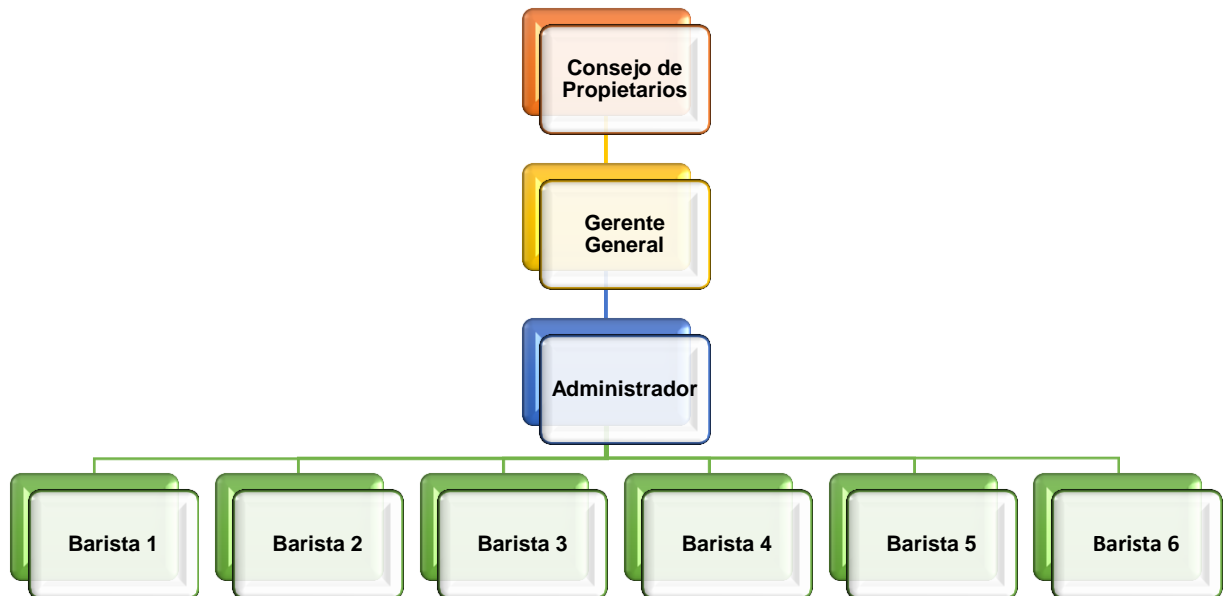 Consejo de
Propietarios
Gerente
General
Administrador
Barista 1
Barista 2
Barista 3
Barista 4
Barista 5
Barista 6